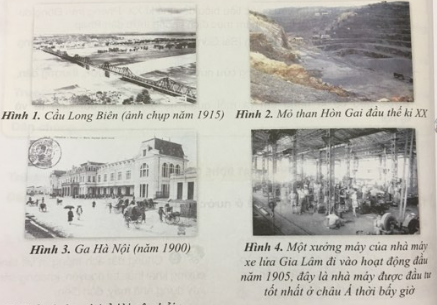 Hình 1. Cầu Long Biên (ảnh chụp năm 1915)
Hình 2. Mỏ than Hòn Gai đầu thế kỉ XX
Hình 3. Ga Hà Nội (năm 1900)
Hình 4. Một xưởng máy của nhà máy
xe lửa Gia Lâm đi vào hoạt động đầu
năm 1905, đây là nhà máy được đầu tư
tốt nhất ở châu Á thời bấy giờ